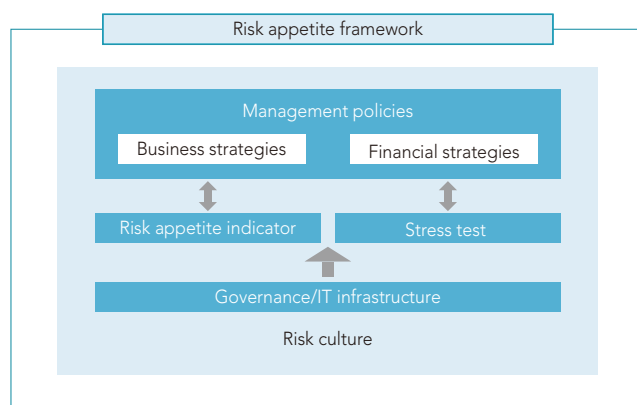 Risk appetite framework
Management policies
Business strategies
Financial strategies
Risk appetite indicator
Stress test
Governance/IT infrastructure
Risk culture